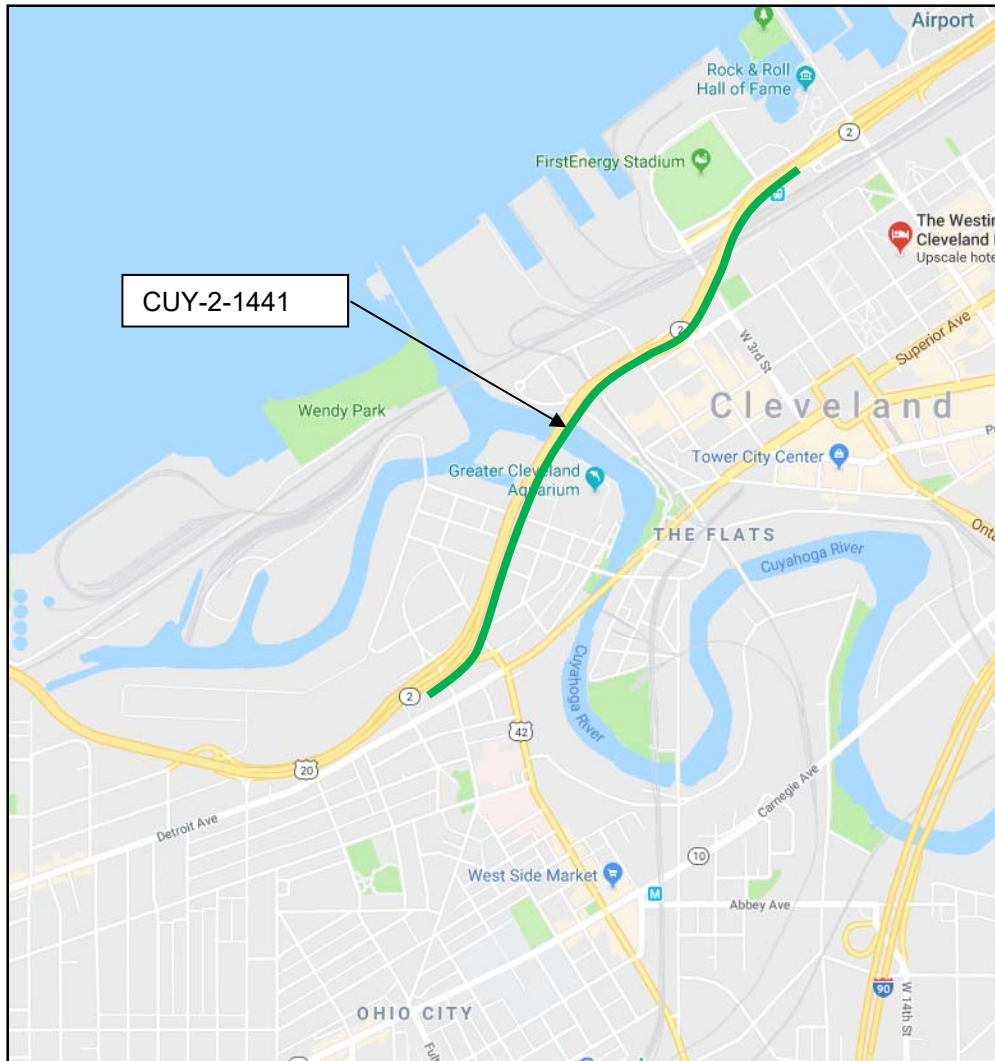 Airport
Rock & Roll
Hall of Fame
2
FirstEnergy Stadium
The Westin
Cleveland
Upscale hote
CUY-2-1441
2
W 3rd St
Superior Ave
Wendy Park
Cleveland
Tower City Center
Greater Cleveland
Aquarium
THE FLATS
Cuyahoga River
Cuyahoga River
2
42
20
Detroit Ave
Carnegie Ave
10
West Side Market
M
Abbey Ave
90
W 14th St
OHIO CITY